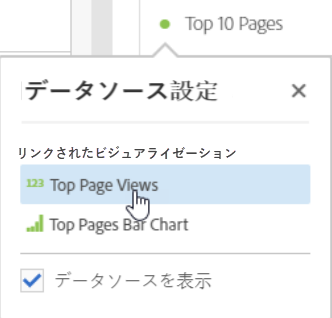 Top 10 Pages
データソース設定
リンクされたビジュアライゼーション
123 Top Page Views
Top Pages Bar Chart
データソースを表示